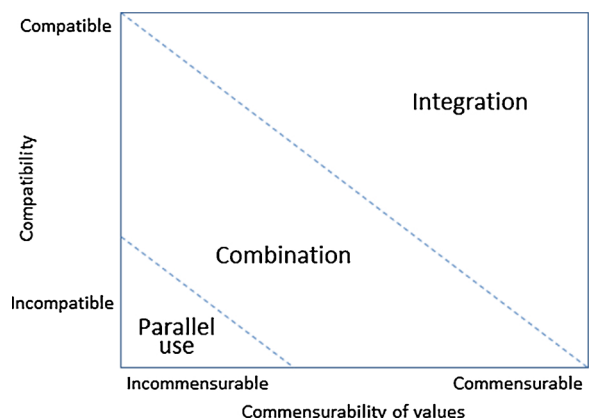 Compatible
Integration
Compatibility
Combination
Incompatible
Parallel
use
Incommensurable
Commensurable
Commensurability of values